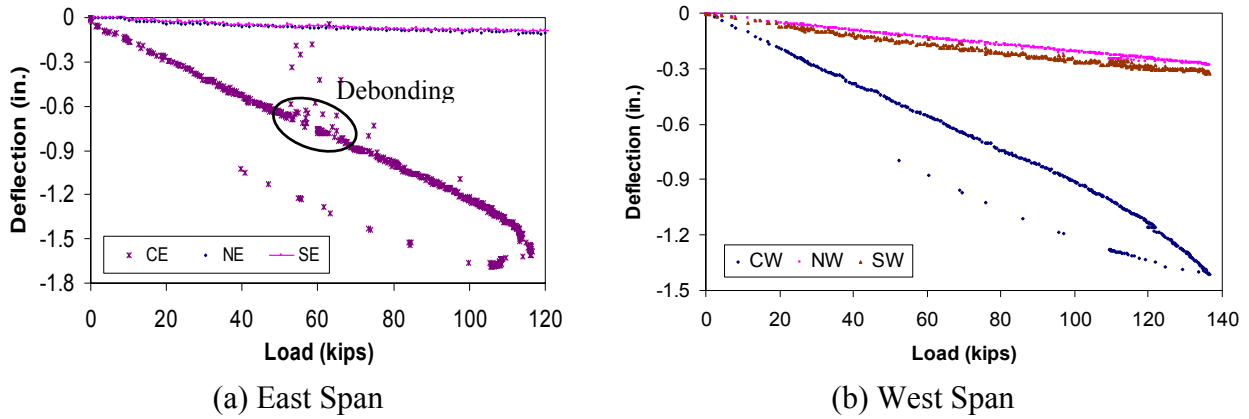 0
-0.3
-0.6
-0.9
-1.2
-1.5
-1.8
Deflection (in.)
Debonding
CE NE SE
0 20 40 60 80 100 120
Load (kips)
(a) East Span
0
-0.3
-0.6
-0.9
-1.2
-1.5
Deflection (in.)
CW NW SW
0 20 40 60 80 100 120 140
Load (kips)
(b) West Span